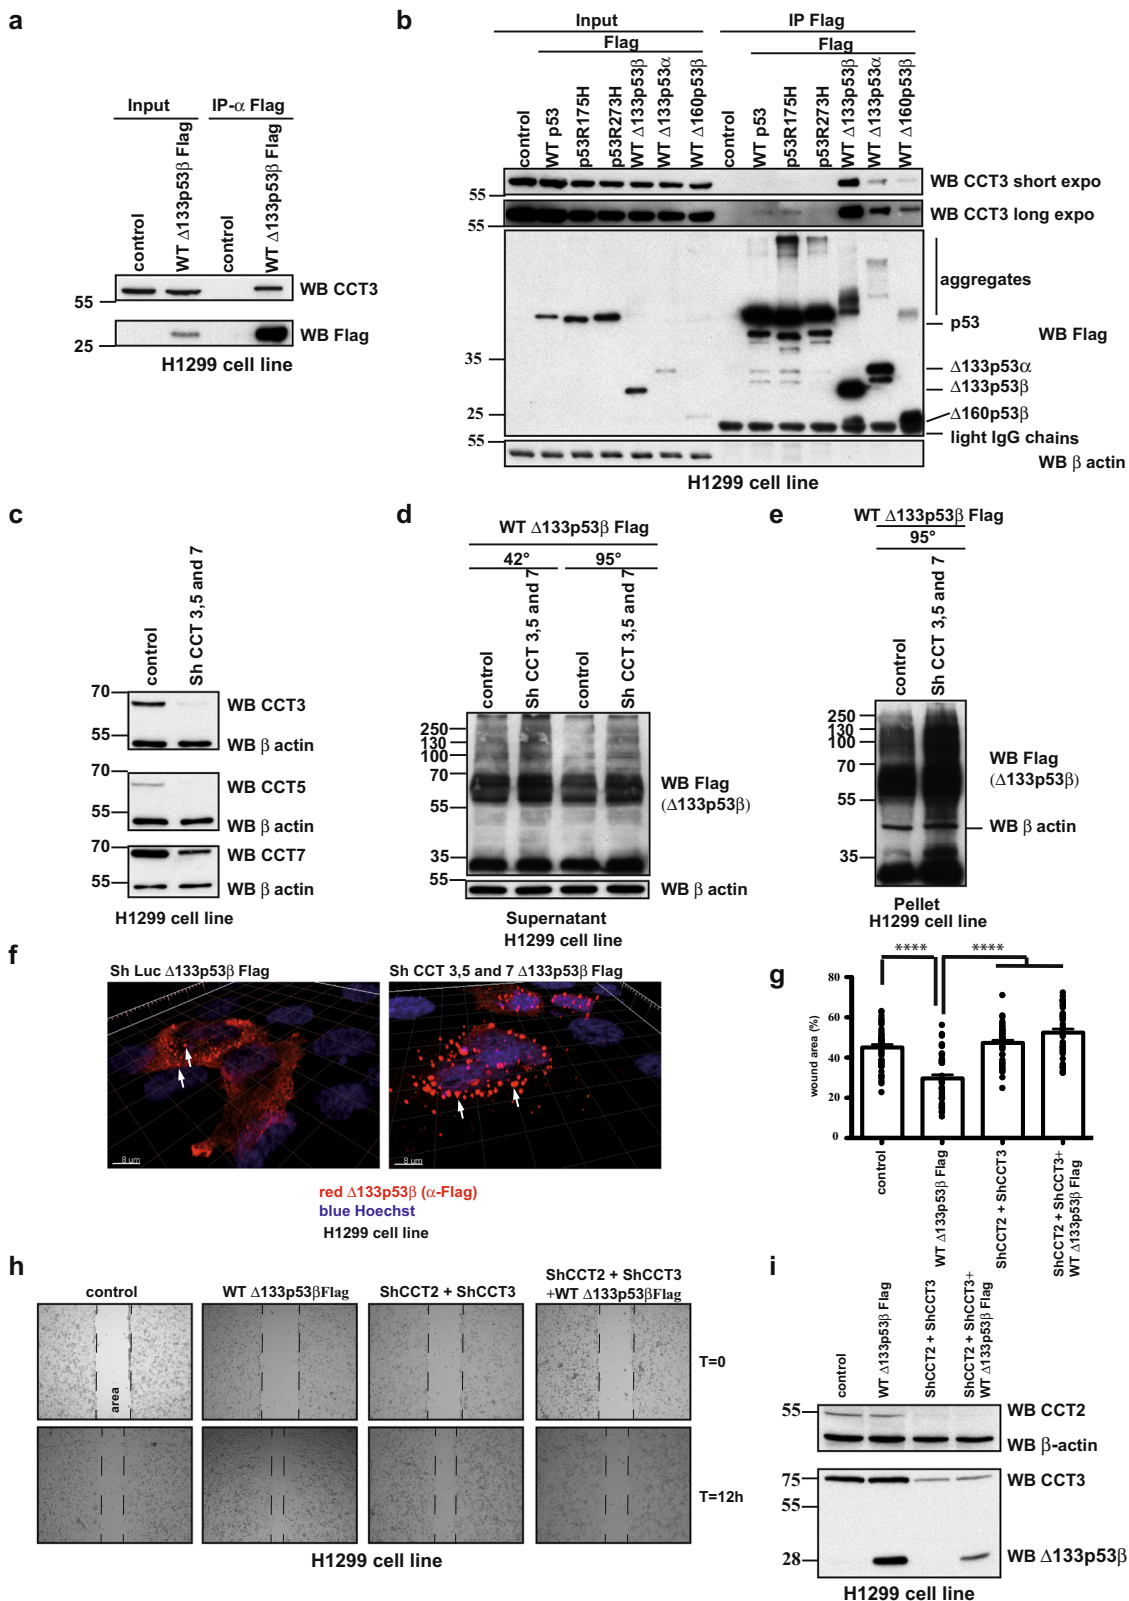 a
Input IP-α Flag
control
WT Δ133p53β Flag
control
WT Δ133p53β Flag
55
WB CCT3
25
WB Flag
H1299 cell line
b
Input IP Flag
Flag Flag
control
WT p53
p53R175H
p53R273H
WT Δ133p53β
WT Δ133p53α
WT Δ160p53β
control
WT p53
p53R175H
p53R273H
WT Δ133p53β
WT Δ133p53α
WT Δ160p53β
55
WB CCT3 short expo
55
WB CCT3 long expo
aggregates
p53
WB Flag
35
Δ133p53α
Δ133p53β
25
Δ160p53β
light IgG chains
55
WB β actin
H1299 cell line
c
control
Sh CCT 3,5 and 7
70
WB CCT3
55
WB β actin
70
WB CCT5
55
WB β actin
70
WB CCT7
55
WB β actin
H1299 cell line
d
WT Δ133p53β Flag
42° 95°
control
Sh CCT 3,5 and 7
control
Sh CCT 3,5 and 7
250
130
100
70
55
35
WB Flag
(Δ133p53β)
55
WB β actin
Supernatant
H1299 cell line
e
WT Δ133p53β Flag
95°
control
Sh CCT 3,5 and 7
250
130
100
70
55
35
WB Flag
(Δ133p53β)
WB β actin
Pellet
H1299 cell line
f
Sh Luc Δ133p53β Flag
Sh CCT 3,5 and 7 Δ133p53β Flag
8 um
8 um
red Δ133p53β (α-Flag)
blue Hoechst
H1299 cell line
g
**** ****
wound area (%)
80
60
40
20
0
control
WT Δ133p53β Flag
ShCCT2 + ShCCT3
ShCCT2 + ShCCT3+
WT Δ133p53β Flag
h
control
WT Δ133p53βFlag
ShCCT2 + ShCCT3
ShCCT2 + ShCCT3
+WT Δ133p53βFlag
area
T=0
T=12h
H1299 cell line
i
control
WT Δ133p53β Flag
ShCCT2 + ShCCT3
ShCCT2 + ShCCT3+
WT Δ133p53β Flag
55
WB CCT2
WB β-actin
75
WB CCT3
55
28
WB Δ133p53β
H1299 cell line